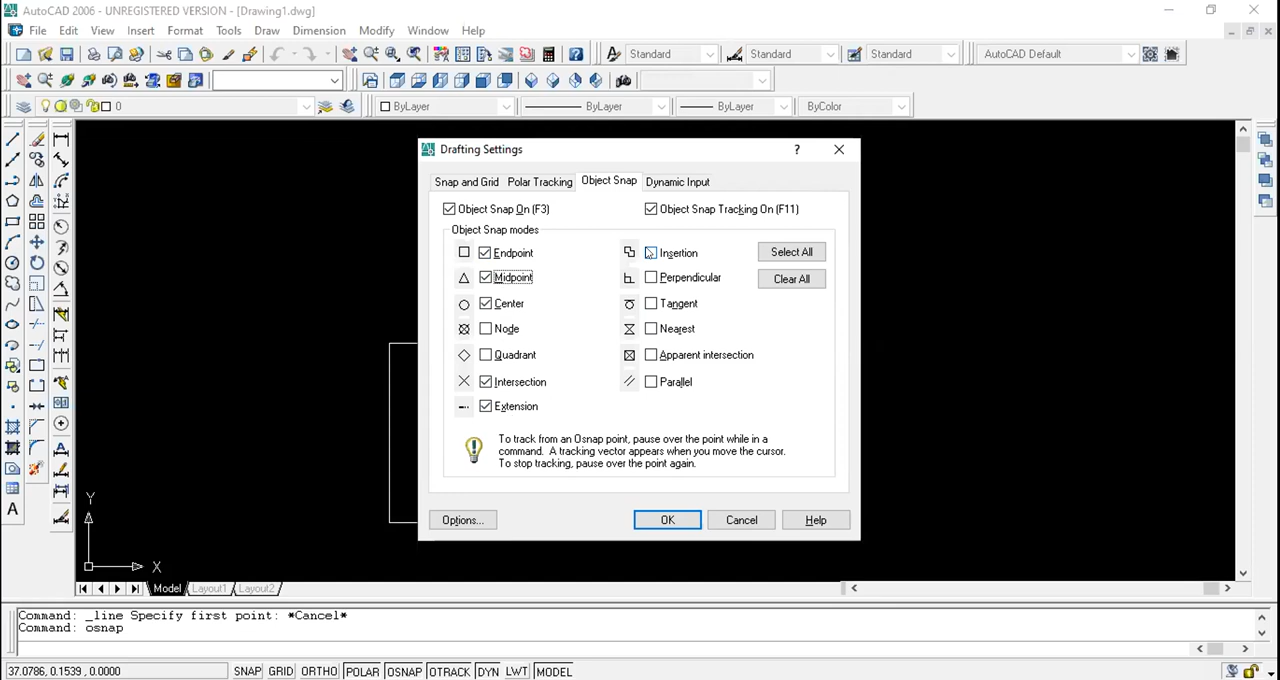 AutoCAD 2006 - UNREGISTERED VERSION - [Drawing1.dwg]
File Edit View Insert Format Tools Draw Dimension Modify Window Help
Standard Standard Standard AutoCAD Default
0 ByLayer ByLayer ByLayer ByColor
Drafting Settings
Snap and Grid Polar Tracking Object Snap Dynamic Input
Object Snap On (F3) Object Snap Tracking On (F11)
Object Snap modes
Endpoint Insertion Select All
Midpoint Perpendicular Clear All
Center Tangent
Node Nearest
Quadrant Apparent intersection
Intersection Parallel
Extension
To track from an Osnap point, pause over the point while in a
command. A tracking vector appears when you move the cursor.
To stop tracking, pause over the point again.
Options... OK Cancel Help
Y
X
A
Model Layout1 Layout2
Command: _line Specify first point: *Cancel*
Command: osnap
37.0786, 0.1539 , 0.0000 SNAP GRID ORTHO POLAR OSNAP OTRACK DYN LWT MODEL